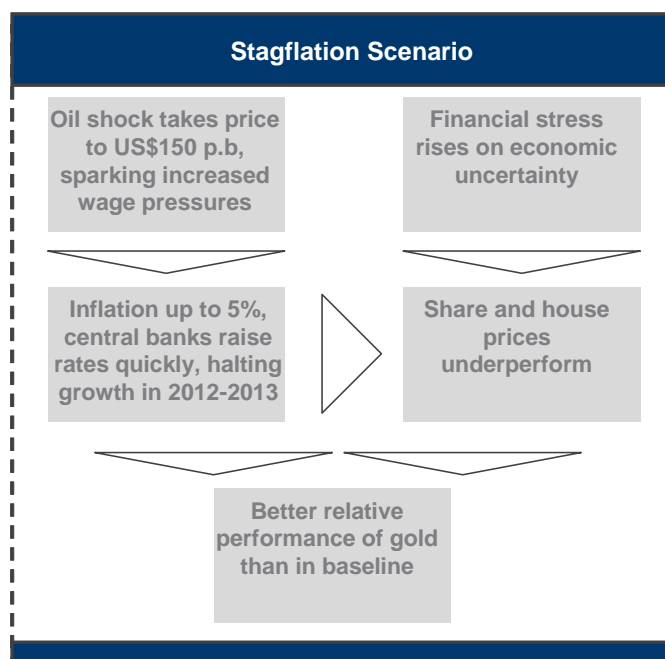 Stagflation Scenario
Oil shock takes price
to US$150 p.b,
sparking increased
wage pressures
Financial stress
rises on economic
uncertainty
Inflation up to 5%,
central banks raise
rates quickly, halting
growth in 2012-2013
Share and house
prices
underperform
Better relative
performance of gold
than in baseline